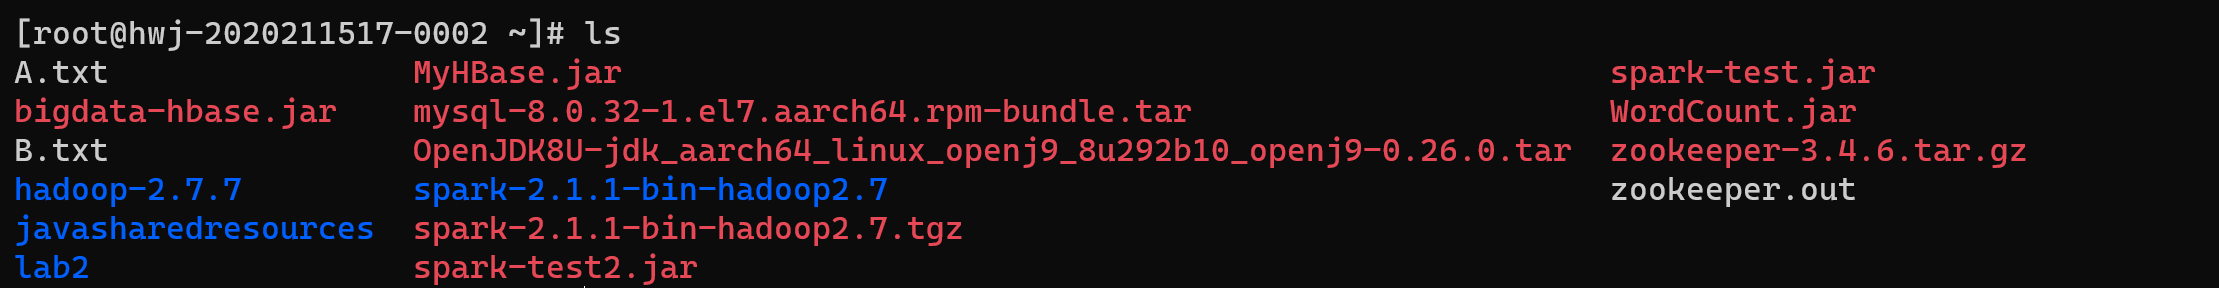 [root@hwj-2020211517-0002 ~]# ls
A.txt MyHBase.jar spark-test.jar
bigdata-hbase.jar mysql-8.0.32-1.el7.aarch64.rpm-bundle.tar WordCount.jar
B.txt OpenJDK8U-jdk_aarch64_linux_openj9_8u292b10_openj9-0.26.0.tar zookeeper-3.4.6.tar.gz
hadoop-2.7.7 spark-2.1.1-bin-hadoop2.7 zookeeper.out
javasharedresources spark-2.1.1-bin-hadoop2.7.tgz
lab2 spark-test2.jar